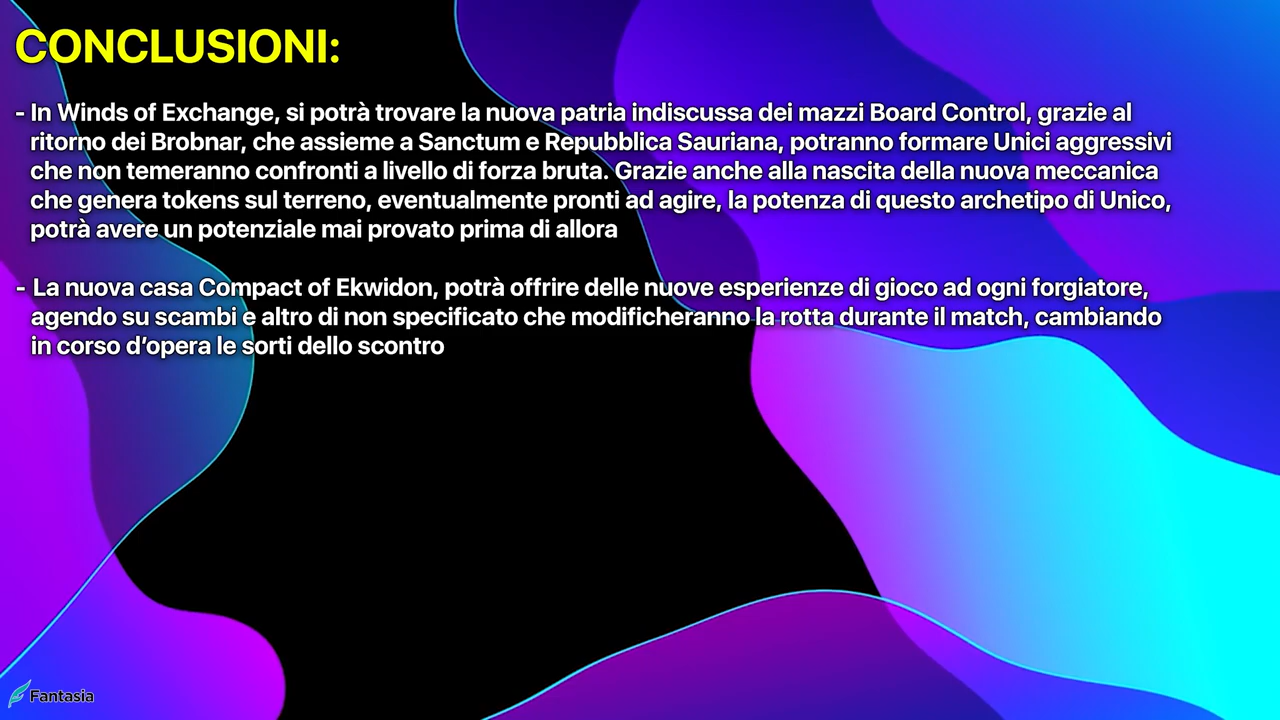 CONCLUSIONI:
- In Winds of Exchange, si potrà trovare la nuova patria indiscussa dei mazzi Board Control, grazie al
ritorno dei Brobnar, che assieme a Sanctum e Repubblica Sauriana, potranno formare Unici aggressivi
che non temeranno confronti a livello di forza bruta. Grazie anche alla nascita della nuova meccanica
che genera tokens sul terreno, eventualmente pronti ad agire, la potenza di questo archetipo di Unico,
potrà avere un potenziale mai provato prima di allora
- La nuova casa Compact of Ekwidon, potrà offrire delle nuove esperienze di gioco ad ogni forgiatore,
agendo su scambi e altro di non specificato che modificheranno la rotta durante il match, cambiando
in corso d’opera le sorti dello scontro
Fantasia